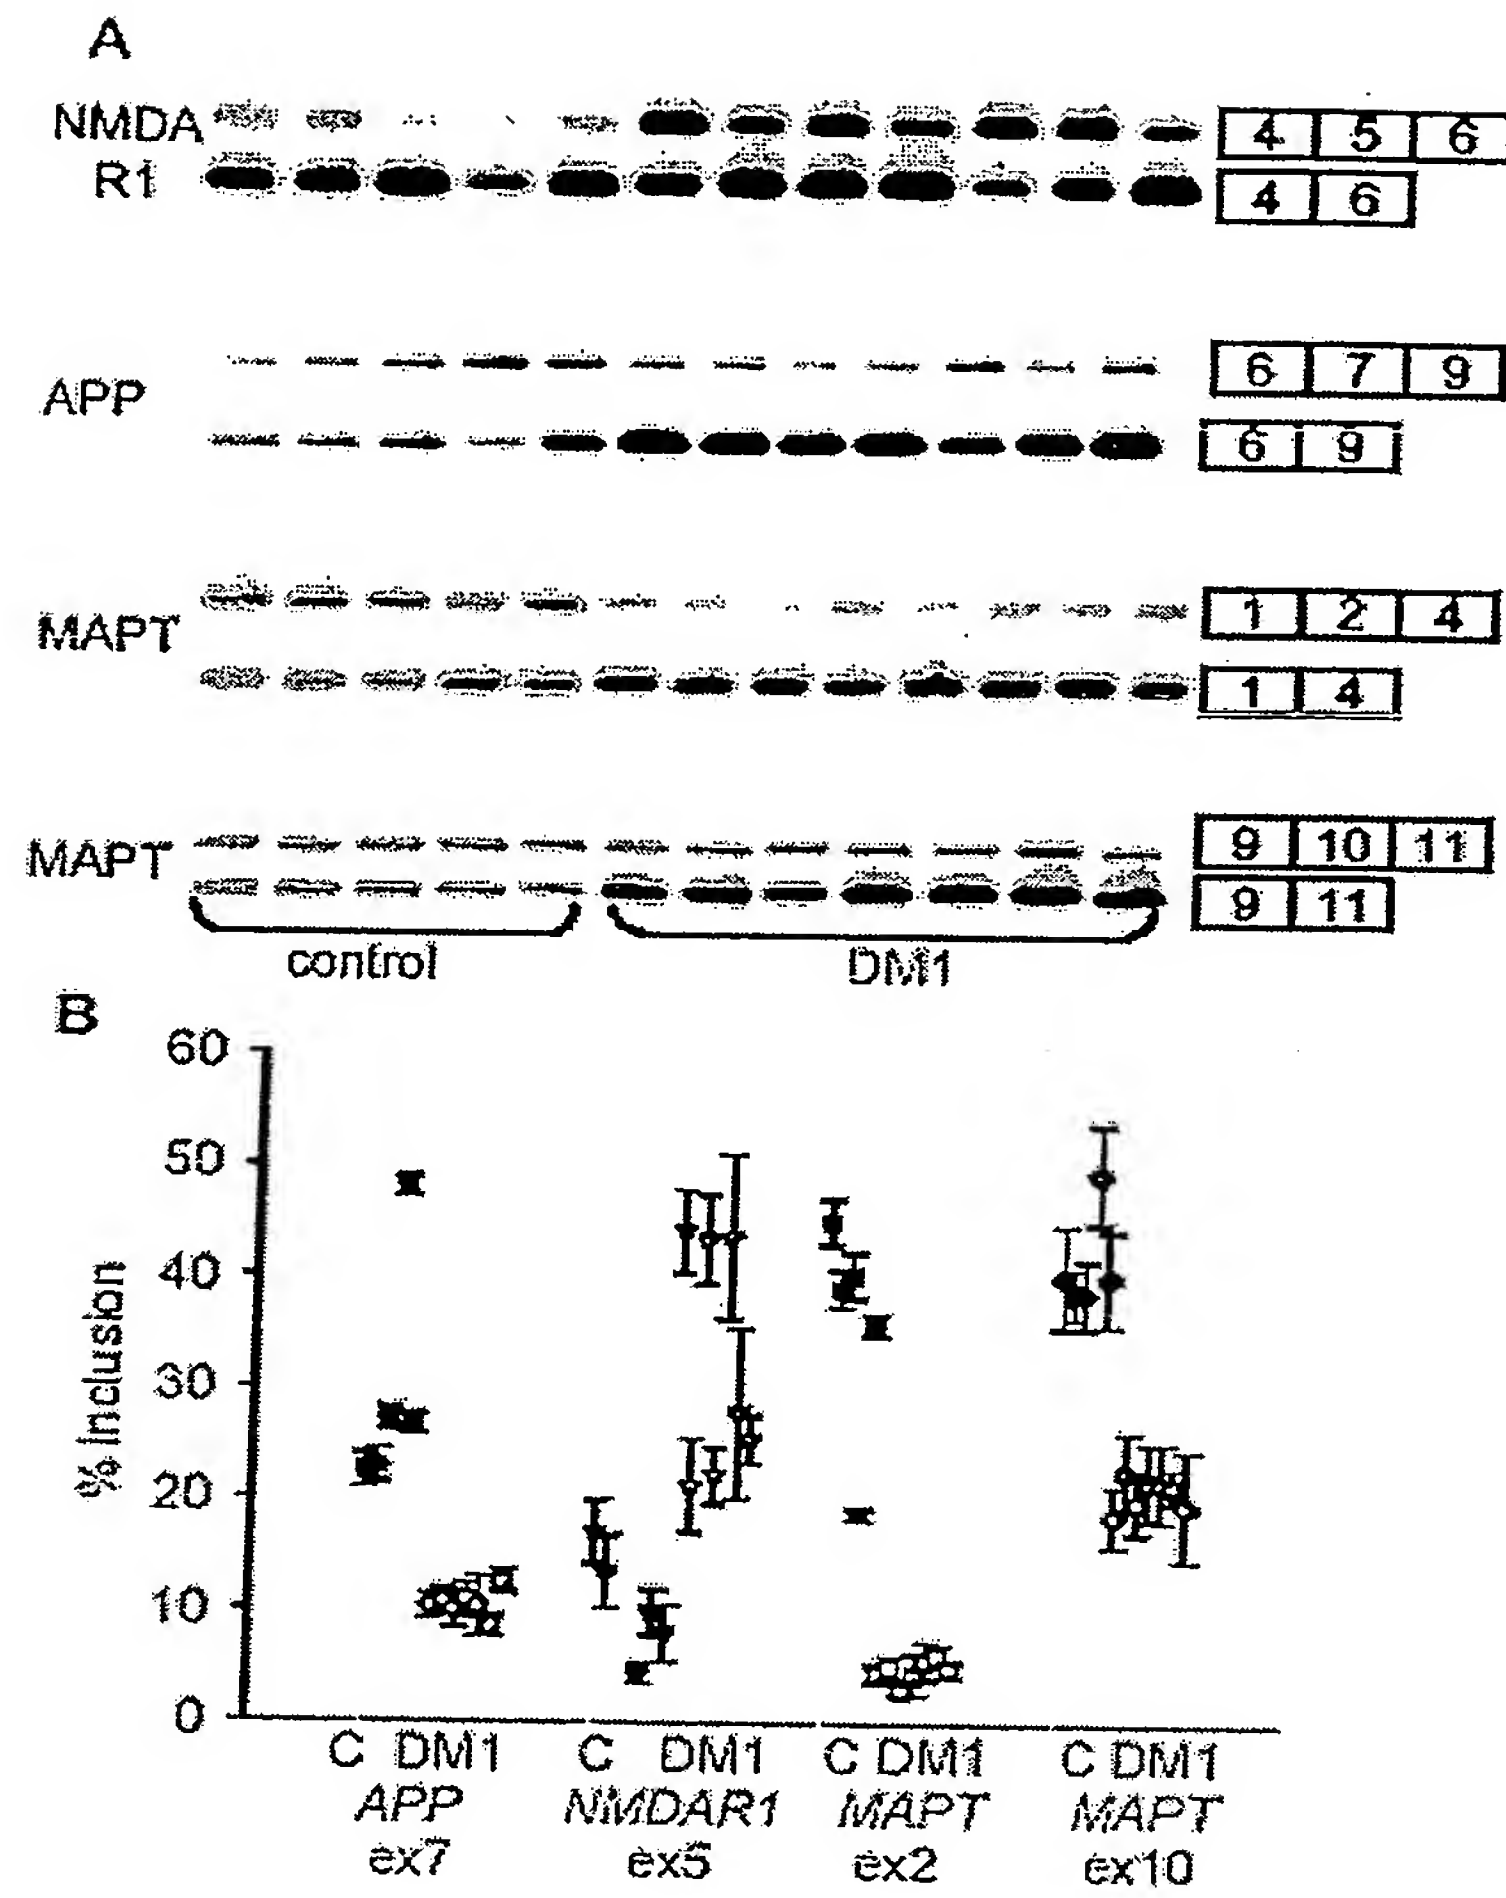 A
NMDA
R1
4 5 6
4 6
APP
6 7 9
6 9
MAPT
1 2 4
1 4
MAPT
9 10 11
9 11
control
DM1
B
60
50
40
30
20
10
0
% Inclusion
C DM1 C DM1 C DM1 C DM1
APP NMDAR1 MAPT MAPT
ex7 ex5 ex2 ex10